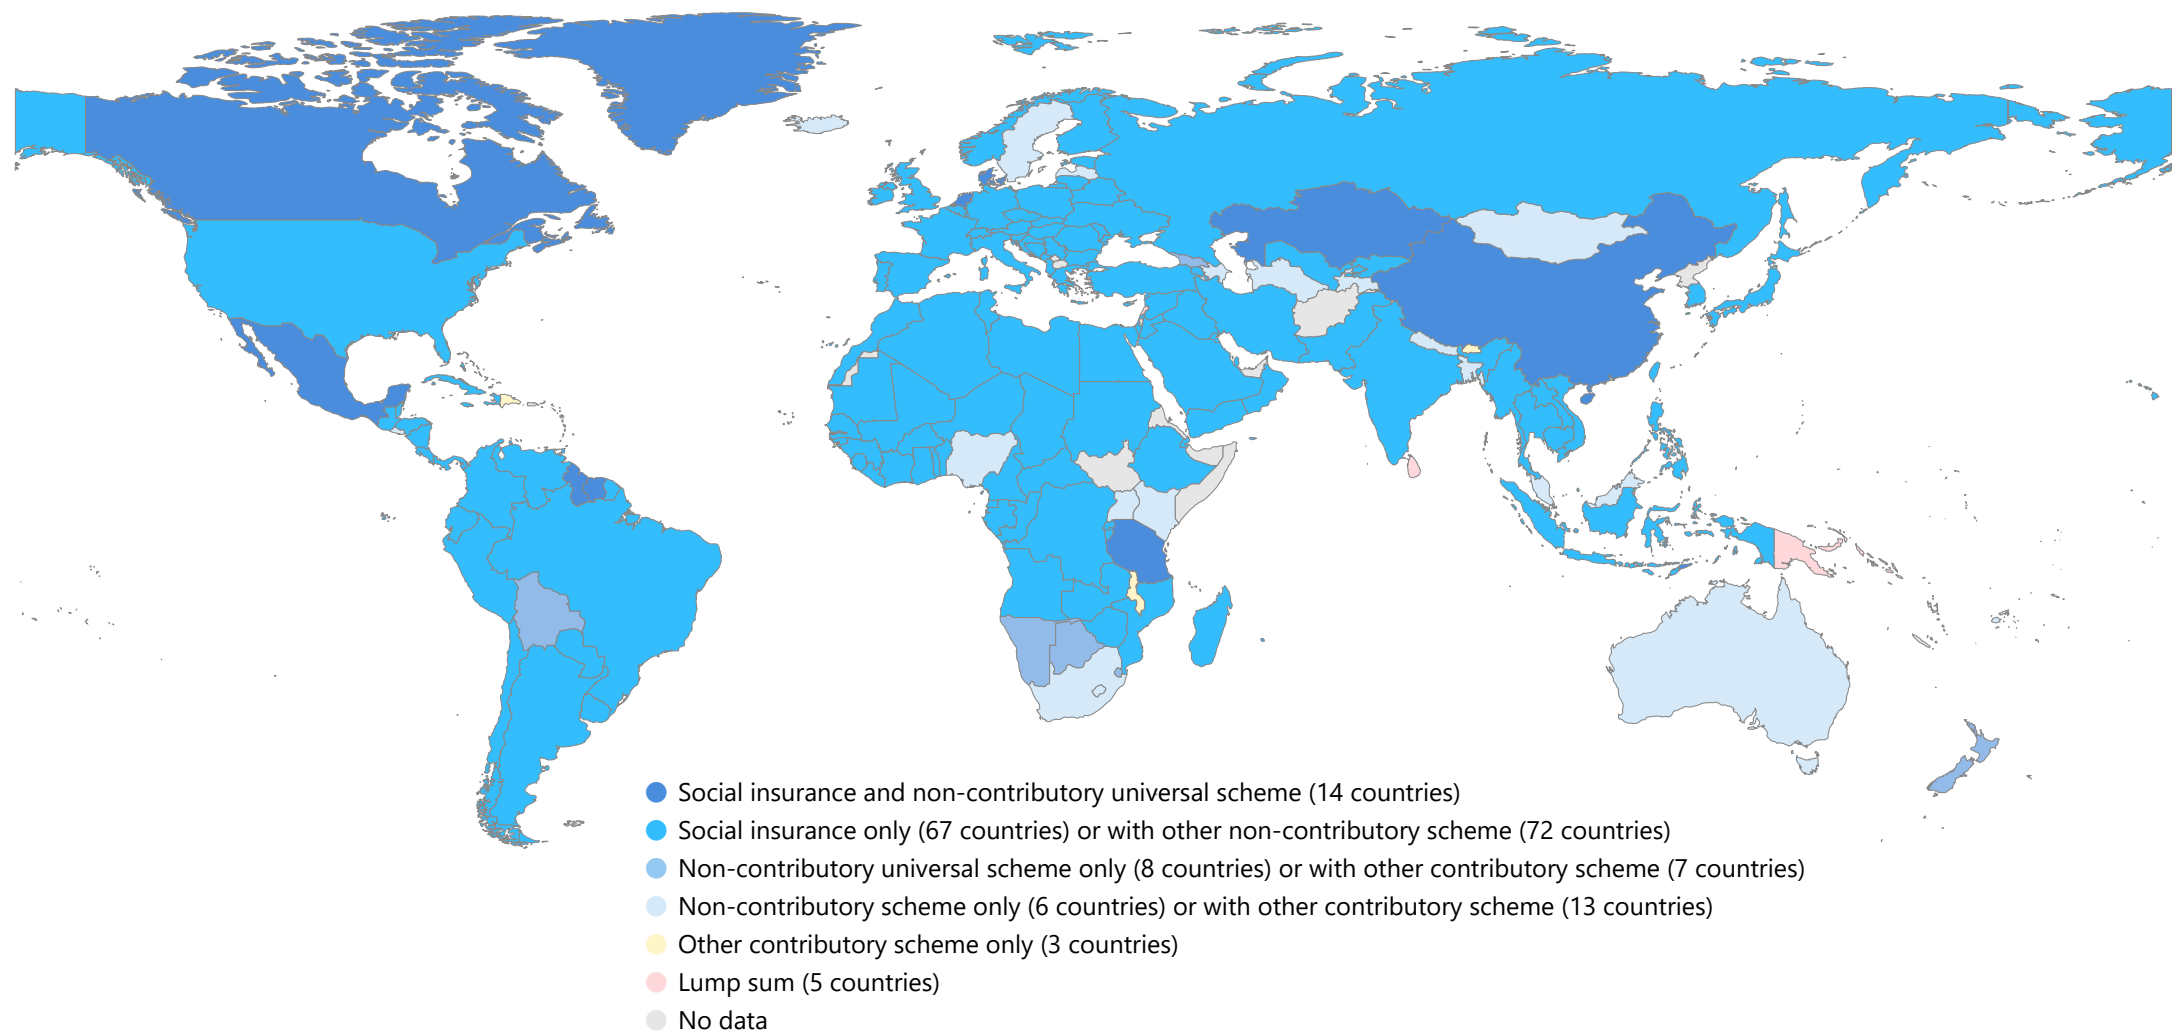 Social insurance and non-contributory universal scheme (14 countries)
Social insurance only (67 countries) or with other non-contributory scheme (72 countries)
Non-contributory universal scheme only (8 countries) or with other contributory scheme (7 countries)
Non-contributory scheme only (6 countries) or with other contributory scheme (13 countries)
Other contributory scheme only (3 countries)
Lump sum (5 countries)
No data